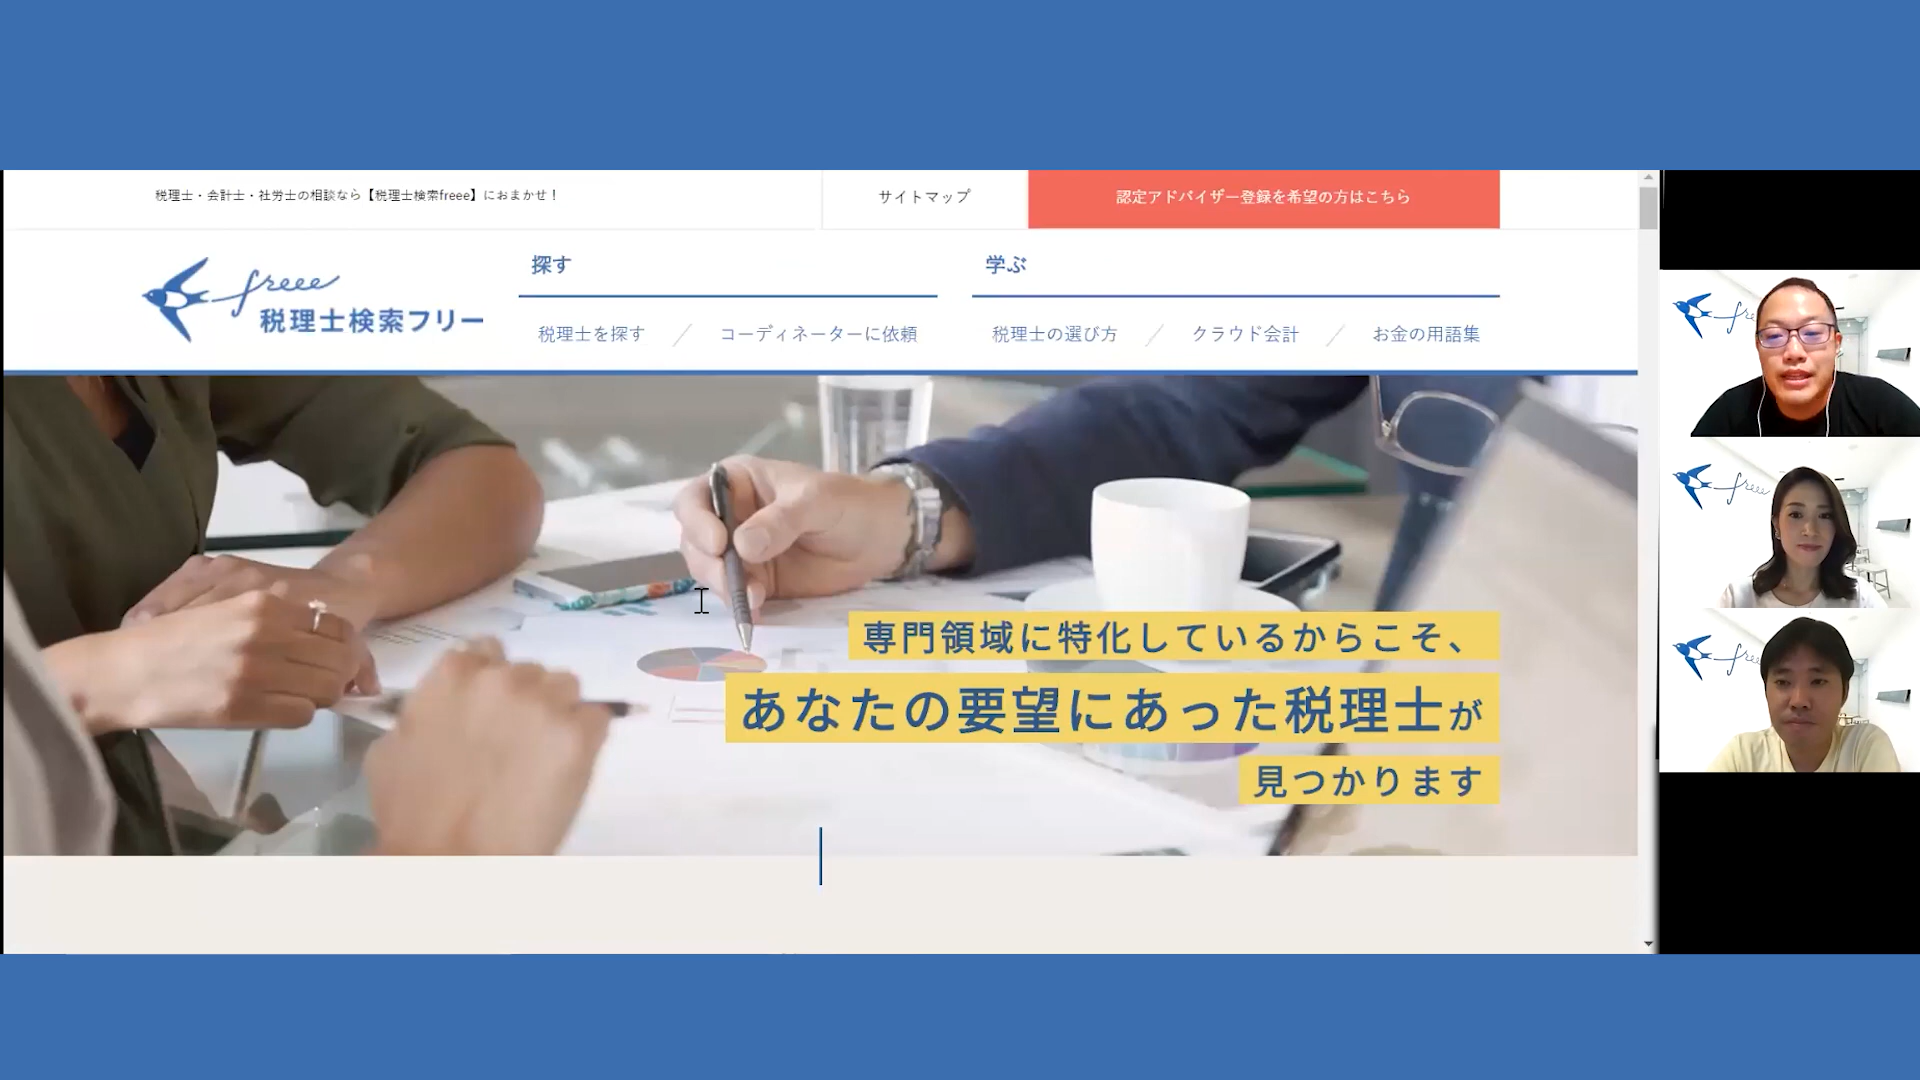 税理士・会計士・社労士の相談なら【税理士検索freee】におまかせ！
サイトマップ
認定アドバイザー登録を希望の方はこちら
freee
税理士検索フリー
探す
税理士を探す ／ コーディネーターに依頼
学ぶ
税理士の選び方 ／ クラウド会計 ／ お金の用語集
専門領域に特化しているからこそ、
あなたの要望にあった税理士が
見つかります
freee